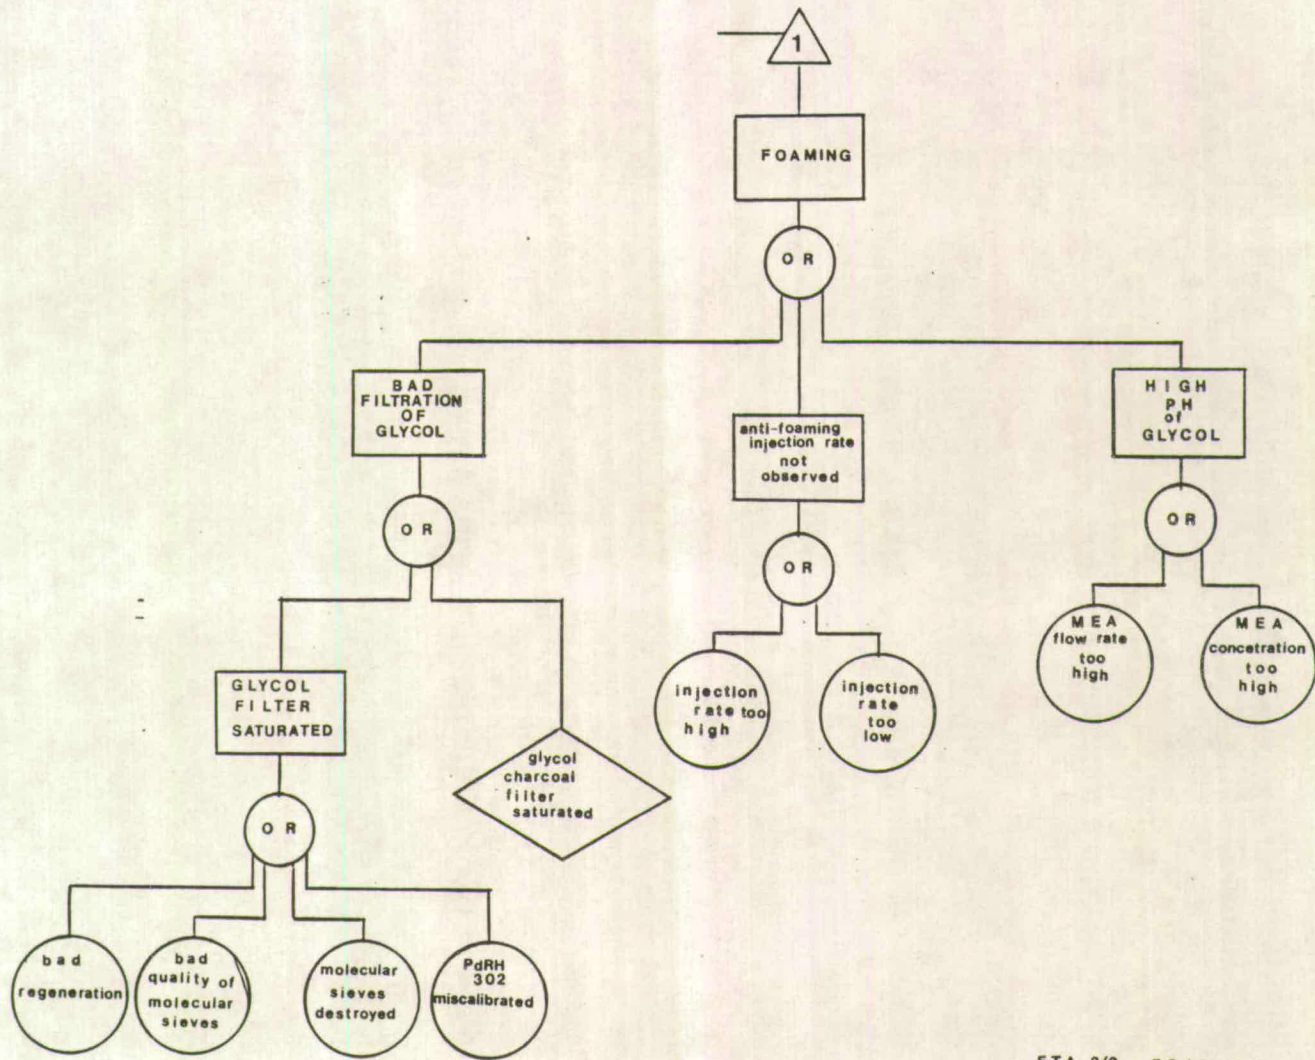 1
FOAMING
OR
BAD
FILTRATION
OF
GLYCOL
anti-foaming
injection rate
not
observed
HIGH
PH
of
GLYCOL
OR
OR
OR
GLYCOL
FILTER
SATURATED
glycol
charcoal
filter
saturated
injection
rate too
high
injection
rate
too
low
MEA
flow rate
too
high
MEA
concetration
too
high
OR
bad
regeneration
bad
quality of
molecular
sieves
molecular
sieves
destroyed
PdRH
302
miscalibrated